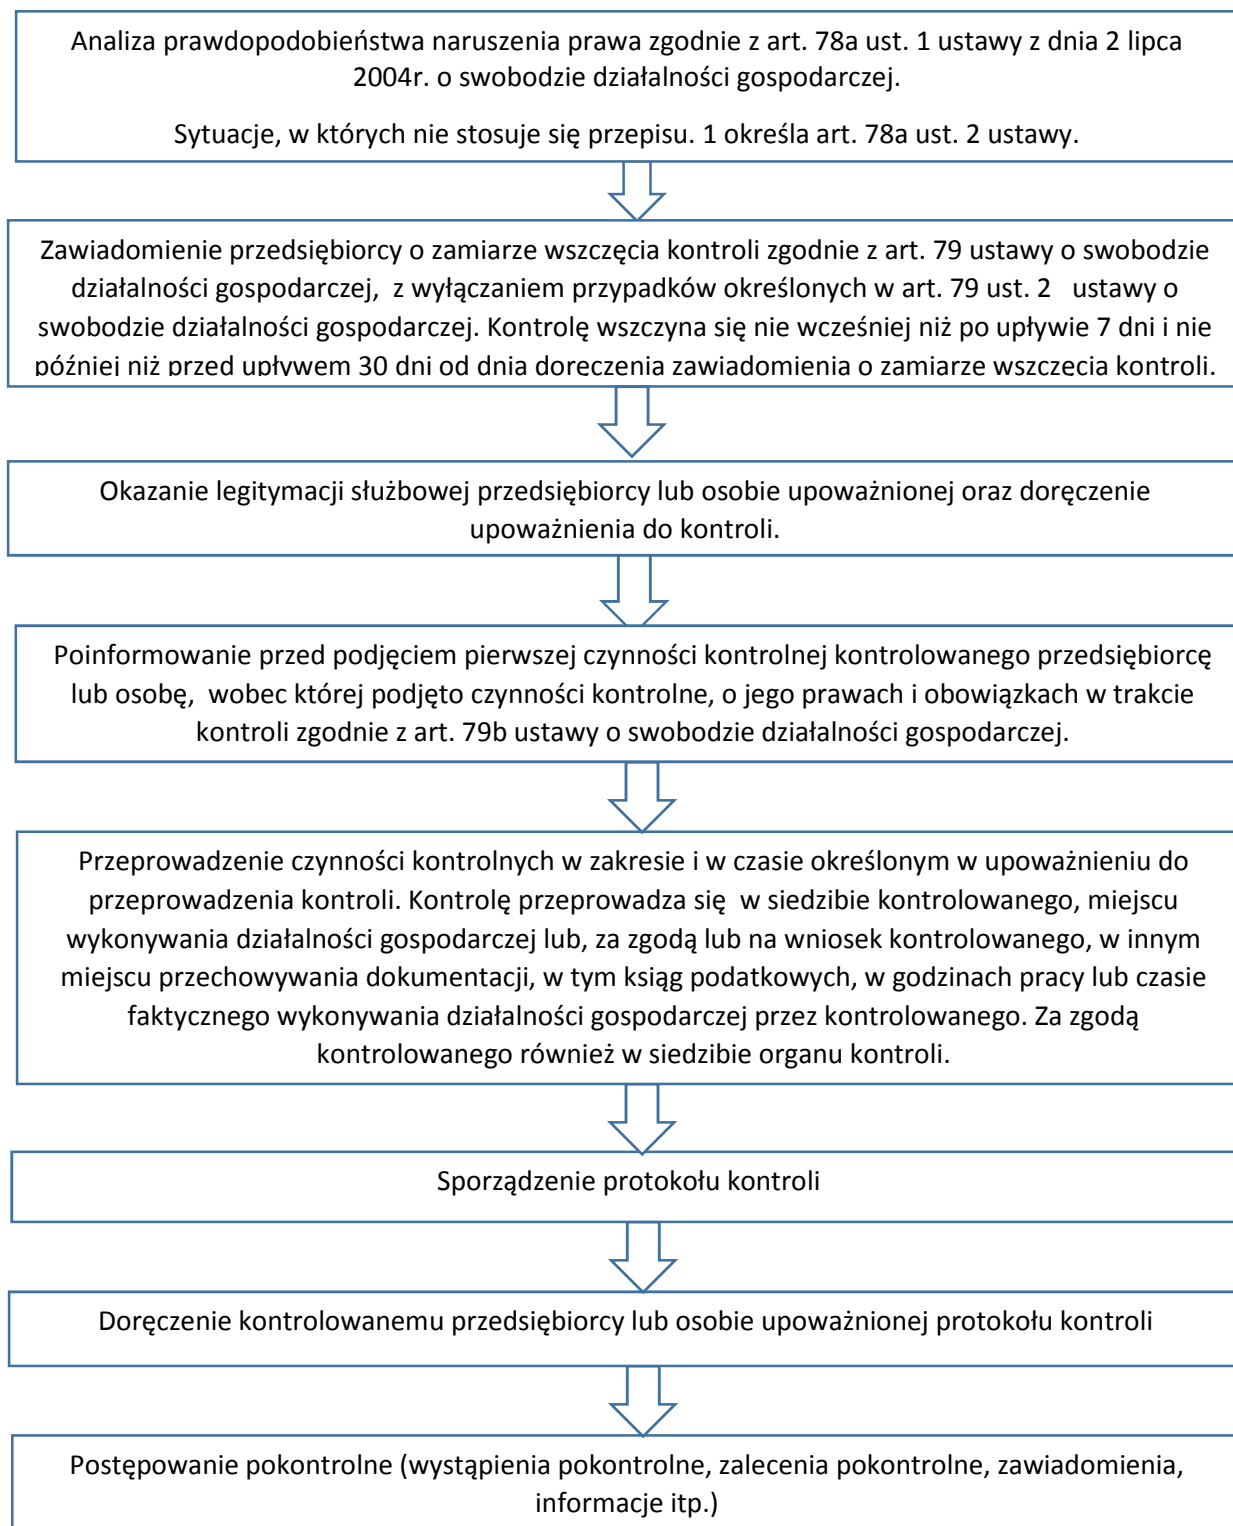 Analiza prawdopodobieństwa naruszenia prawa zgodnie z art. 78a ust. 1 ustawy z dnia 2 lipca
2004r. o swobodzie działalności gospodarczej.
Sytuacje, w których nie stosuje się przepisu. 1 określa art. 78a ust. 2 ustawy.
Zawiadomienie przedsiębiorcy o zamiarze wszczęcia kontroli zgodnie z art. 79 ustawy o swobodzie
działalności gospodarczej, z wyłączaniem przypadków określonych w art. 79 ust. 2 ustawy o
swobodzie działalności gospodarczej. Kontrolę wszczyna się nie wcześniej niż po upływie 7 dni i nie
później niż przed upływem 30 dni od dnia doręczenia zawiadomienia o zamiarze wszczęcia kontroli.
Okazanie legitymacji służbowej przedsiębiorcy lub osobie upoważnionej oraz doręczenie
upoważnienia do kontroli.
Poinformowanie przed podjęciem pierwszej czynności kontrolnej kontrolowanego przedsiębiorcę
lub osobę, wobec której podjęto czynności kontrolne, o jego prawach i obowiązkach w trakcie
kontroli zgodnie z art. 79b ustawy o swobodzie działalności gospodarczej.
Przeprowadzenie czynności kontrolnych w zakresie i w czasie określonym w upoważnieniu do
przeprowadzenia kontroli. Kontrolę przeprowadza się w siedzibie kontrolowanego, miejscu
wykonywania działalności gospodarczej lub, za zgodą lub na wniosek kontrolowanego, w innym
miejscu przechowywania dokumentacji, w tym ksiąg podatkowych, w godzinach pracy lub czasie
faktycznego wykonywania działalności gospodarczej przez kontrolowanego. Za zgodą
kontrolowanego również w siedzibie organu kontroli.
Sporządzenie protokołu kontroli
Doręczenie kontrolowanemu przedsiębiorcy lub osobie upoważnionej protokołu kontroli
Postępowanie pokontrolne (wystąpienia pokontrolne, zalecenia pokontrolne, zawiadomienia,
informacje itp.)